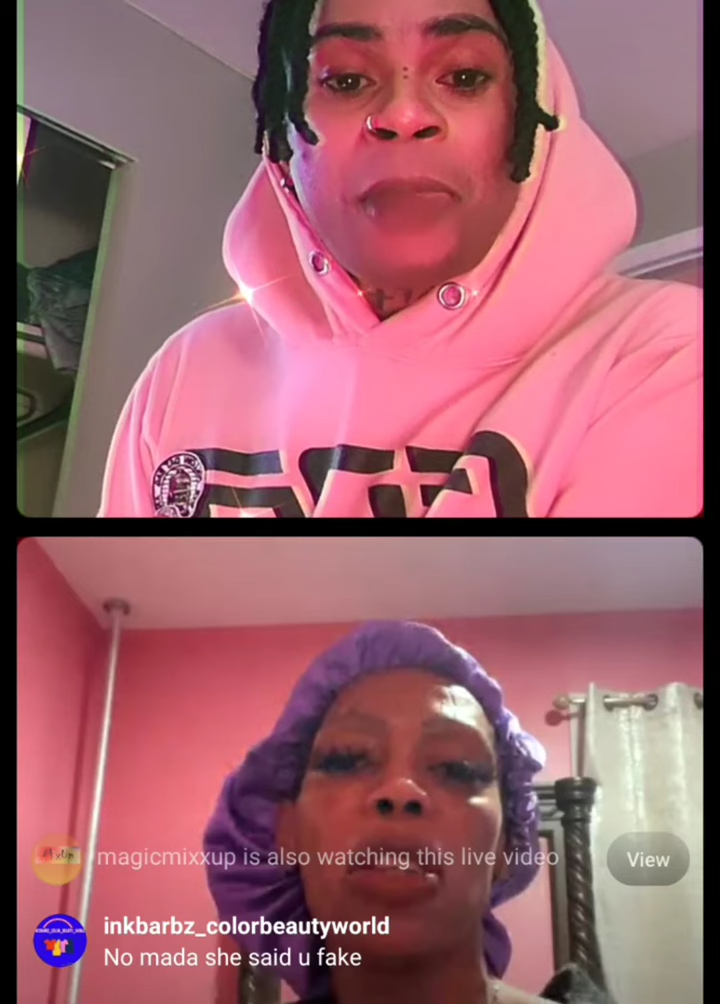 magicmixxup is also watching this live video
View
inkbarbz_colorbeautyworld
No mada she said u fake